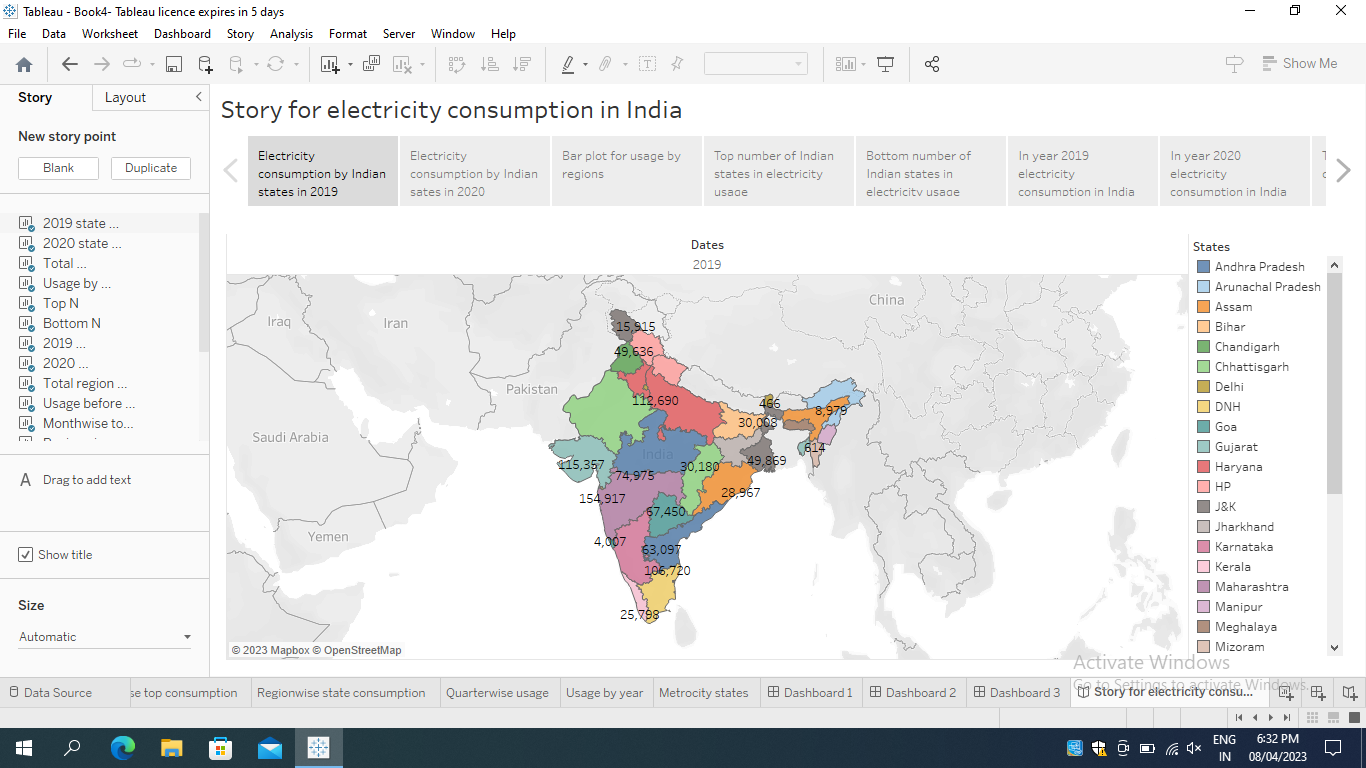 Tableau - Book4- Tableau licence expires in 5 days
File Data Worksheet Dashboard Story Analysis Format Server Window Help
Show Me
Story Layout
New story point
Blank Duplicate
2019 state ...
2020 state ...
Total ...
Usage by ...
Top N
Bottom N
2019 ...
2020 ...
Total region ...
Usage before ...
Monthwise to...
A Drag to add text
Show title
Size
Automatic
Story for electricity consumption in India
Electricity
consumption by Indian
states in 2019
Electricity
consumption by Indian
sates in 2020
Bar plot for usage by
regions
Top number of Indian
states in electricity
usage
Bottom number of
Indian states in
electricity usage
In year 2019
electricity
consumption in India
In year 2020
electricity
consumption in India
Dates
2019
China
Iraq
Iran
Pakistan
Saudi Arabia
Yemen
India
15,915
49,636
112,690
466
30,008
8,979
614
115,357
74,975
30,180
49,869
154,917
28,967
67,450
4,007
63,097
106,720
25,798
© 2023 Mapbox © OpenStreetMap
States
Andhra Pradesh
Arunachal Pradesh
Assam
Bihar
Chandigarh
Chhattisgarh
Delhi
DNH
Goa
Gujarat
Haryana
HP
J&K
Jharkhand
Karnataka
Kerala
Maharashtra
Manipur
Meghalaya
Mizoram
Activate Windows
Go to Settings to activate Windows.
Data Source se top consumption Regionwise state consumption Quarterwise usage Usage by year Metrocity states Dashboard 1 Dashboard 2 Dashboard 3 Story for electricity consu...
ENG
IN
6:32 PM
08/04/2023